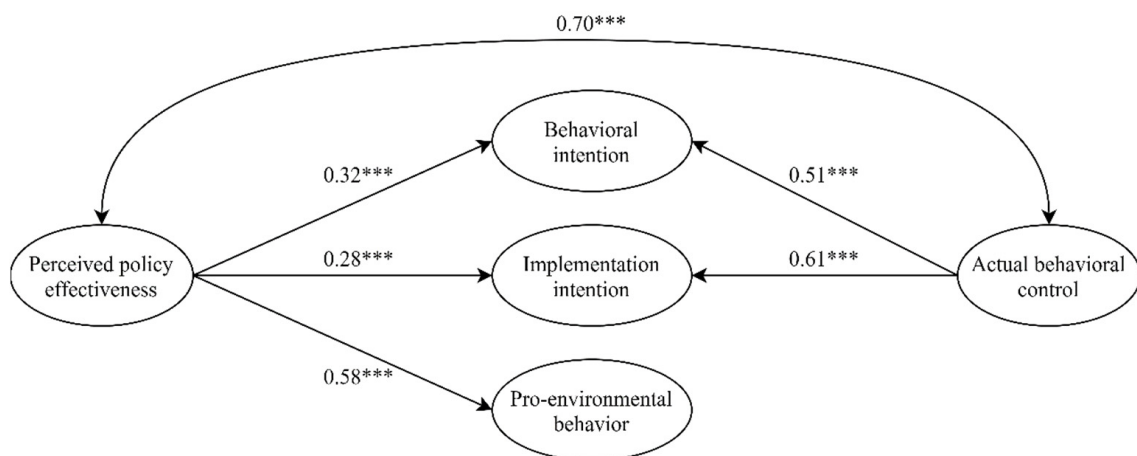 0.70***
Behavioral
intention
0.32***
0.51***
Perceived policy
effectiveness
0.28***
Implementation
intention
0.61***
Actual behavioral
control
0.58***
Pro-environmental
behavior